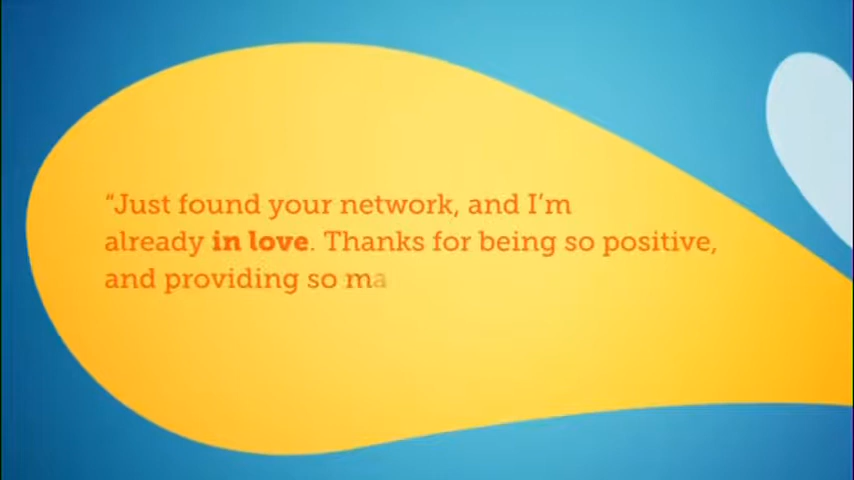 “Just found your network, and I’m
already in love. Thanks for being so positive,
and providing so ma